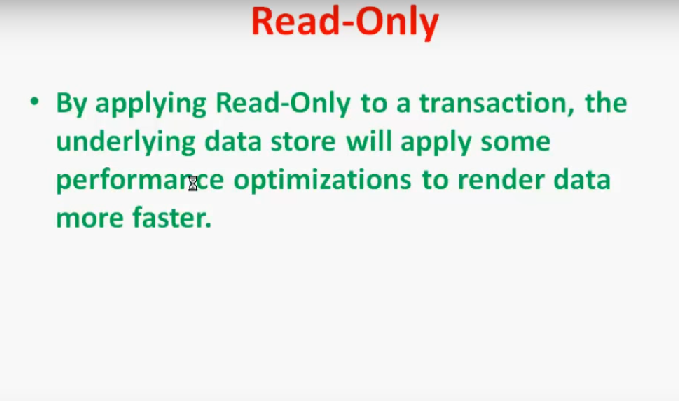 Read-Only
• By applying Read-Only to a transaction, the
underlying data store will apply some
performance optimizations to render data
more faster.